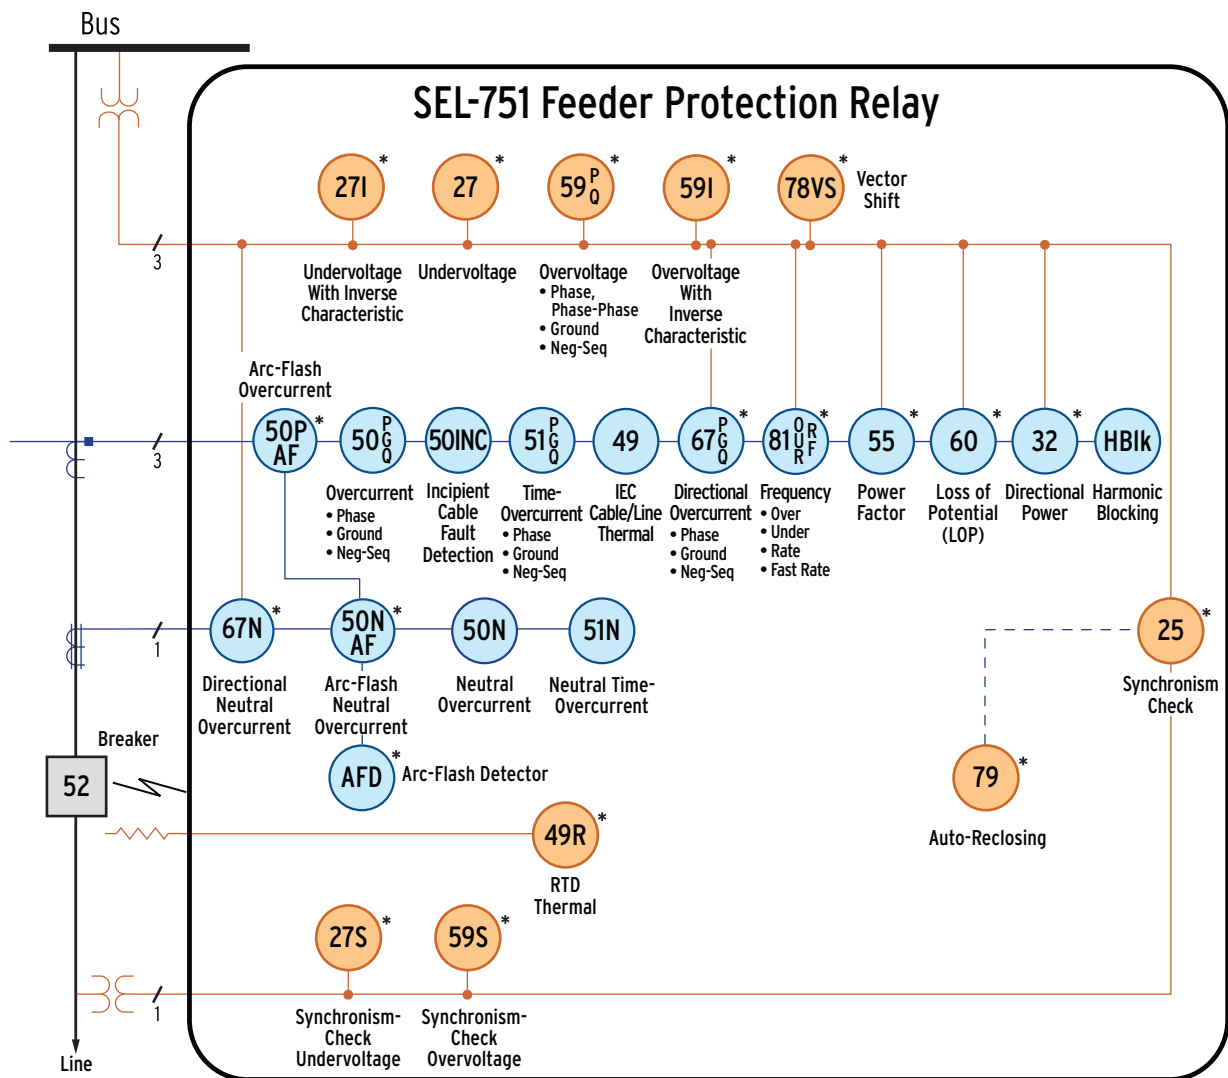 Bus
SEL-751 Feeder Protection Relay
27I *
27 *
59 P Q *
59I *
78VS *
Vector
Shift
3
Undervoltage
With Inverse
Characteristic
Undervoltage
Overvoltage
• Phase,
Phase-Phase
• Ground
• Neg-Seq
Overvoltage
With
Inverse
Characteristic
Arc-Flash
Overcurrent
3
50P
AF *
50 P G Q
50INC
51 P G Q
49
67 P G Q *
81 O U R R F *
55 *
60 *
32 *
HBlk
Overcurrent
• Phase
• Ground
• Neg-Seq
Incipient
Cable
Fault
Detection
Time-
Overcurrent
• Phase
• Ground
• Neg-Seq
IEC
Cable/Line
Thermal
Directional
Overcurrent
• Phase
• Ground
• Neg-Seq
Frequency
• Over
• Under
• Rate
• Fast Rate
Power
Factor
Loss of
Potential
(LOP)
Directional
Power
Harmonic
Blocking
1
67N *
50N
AF *
50N
51N
25 *
Directional
Neutral
Overcurrent
Arc-Flash
Neutral
Overcurrent
Neutral
Overcurrent
Neutral Time-
Overcurrent
Synchronism
Check
Breaker
52
AFD *
Arc-Flash Detector
79 *
Auto-Reclosing
49R *
RTD
Thermal
27S *
59S *
1
Synchronism-
Check
Undervoltage
Synchronism-
Check
Overvoltage
Line